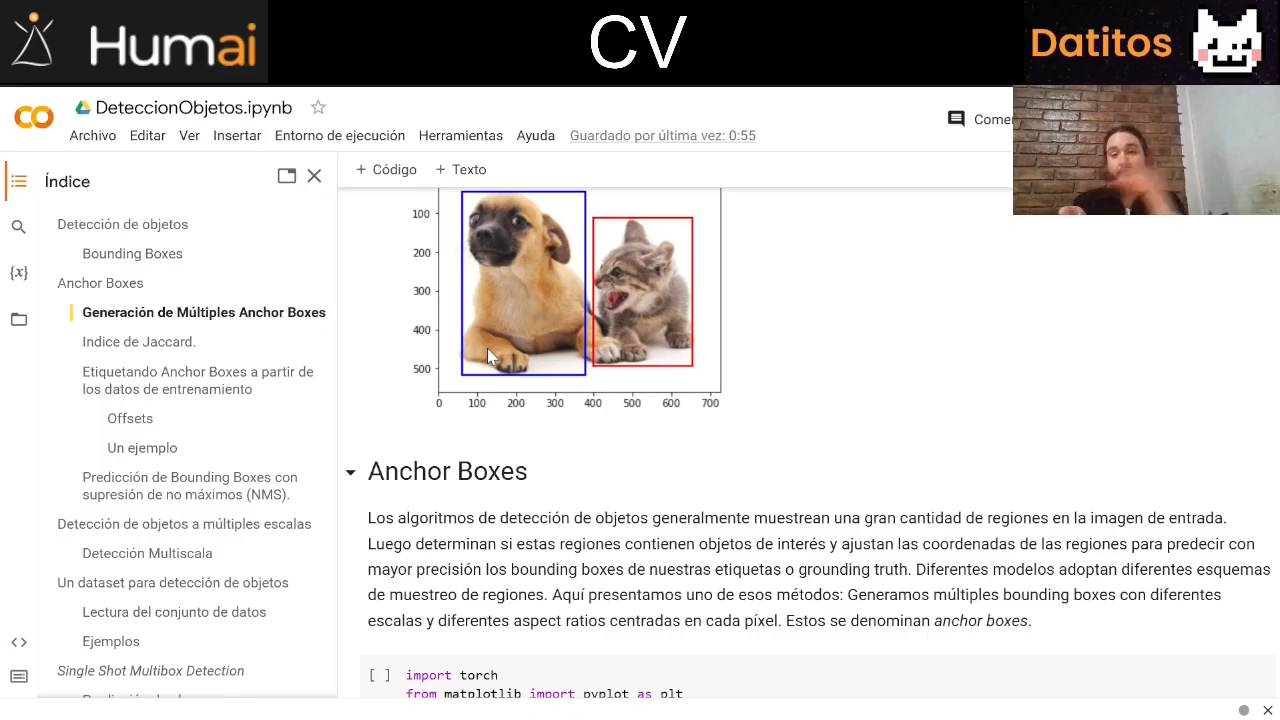 Humai
CV
Datitos
DeteccionObjetos.ipynb
Archivo Editar Ver Insertar Entorno de ejecución Herramientas Ayuda Guardado por última vez: 0:55
Comen
Índice
+ Código + Texto
Detección de objetos
Bounding Boxes
Anchor Boxes
Generación de Múltiples Anchor Boxes
Indice de Jaccard.
Etiquetando Anchor Boxes a partir de
los datos de entrenamiento
Offsets
Un ejemplo
Predicción de Bounding Boxes con
supresión de no máximos (NMS).
Detección de objetos a múltiples escalas
Detección Multiscala
Un dataset para detección de objetos
Lectura del conjunto de datos
Ejemplos
Single Shot Multibox Detection
100
200
300
400
500
0 100 200 300 400 500 600 700
Anchor Boxes
Los algoritmos de detección de objetos generalmente muestrean una gran cantidad de regiones en la imagen de entrada.
Luego determinan si estas regiones contienen objetos de interés y ajustan las coordenadas de las regiones para predecir con
mayor precisión los bounding boxes de nuestras etiquetas o grounding truth. Diferentes modelos adoptan diferentes esquemas
de muestreo de regiones. Aquí presentamos uno de esos métodos: Generamos múltiples bounding boxes con diferentes
escalas y diferentes aspect ratios centradas en cada píxel. Estos se denominan anchor boxes.
[ ] import torch
from matplotlib import pyplot as plt